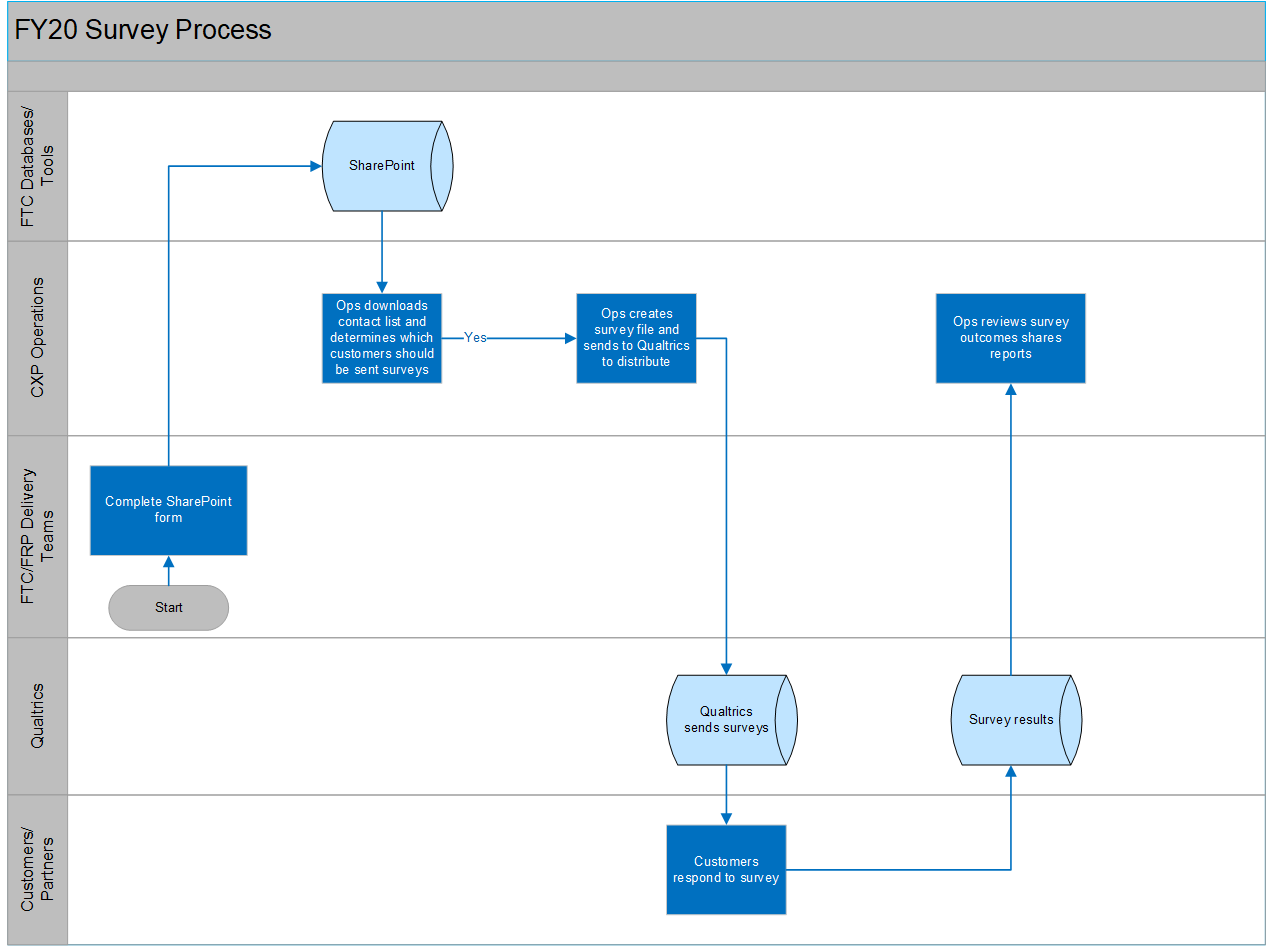 FY20 Survey Process
FTC Databases/
Tools
SharePoint
CXP Operations
Ops downloads
contact list and
determines which
customers should
be sent surveys
Yes
Ops creates
survey file and
sends to Qualtrics
to distribute
Ops reviews survey
outcomes shares
reports
FTC/FRP Delivery
Teams
Complete SharePoint
form
Start
Qualtrics
Qualtrics
sends surveys
Survey results
Customers/
Partners
Customers
respond to survey